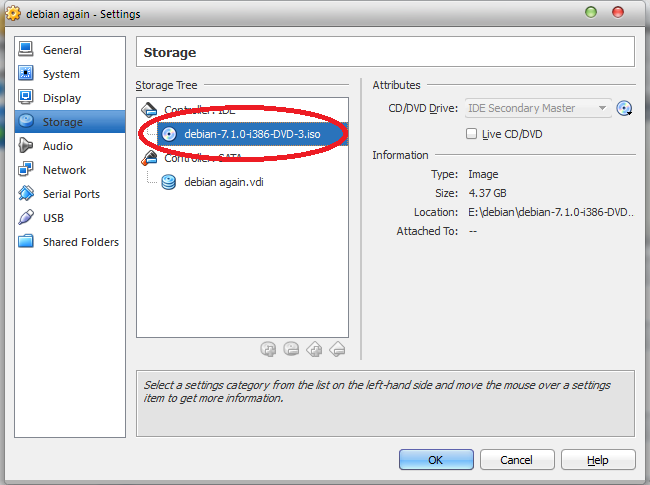 debian again - Settings
General
System
Display
Storage
Audio
Network
Serial Ports
USB
Shared Folders
Storage
Storage Tree
Controller: IDE
debian-7.1.0-i386-DVD-3.iso
Controller: SATA
debian again.vdi
Attributes
CD/DVD Drive: IDE Secondary Master
Live CD/DVD
Information
Type: Image
Size: 4.37 GB
Location: E:\debian\debian-7.1.0-i386-DVD..
Attached To: --
Select a settings category from the list on the left-hand side and move the mouse over a settings
item to get more information.
OK Cancel Help